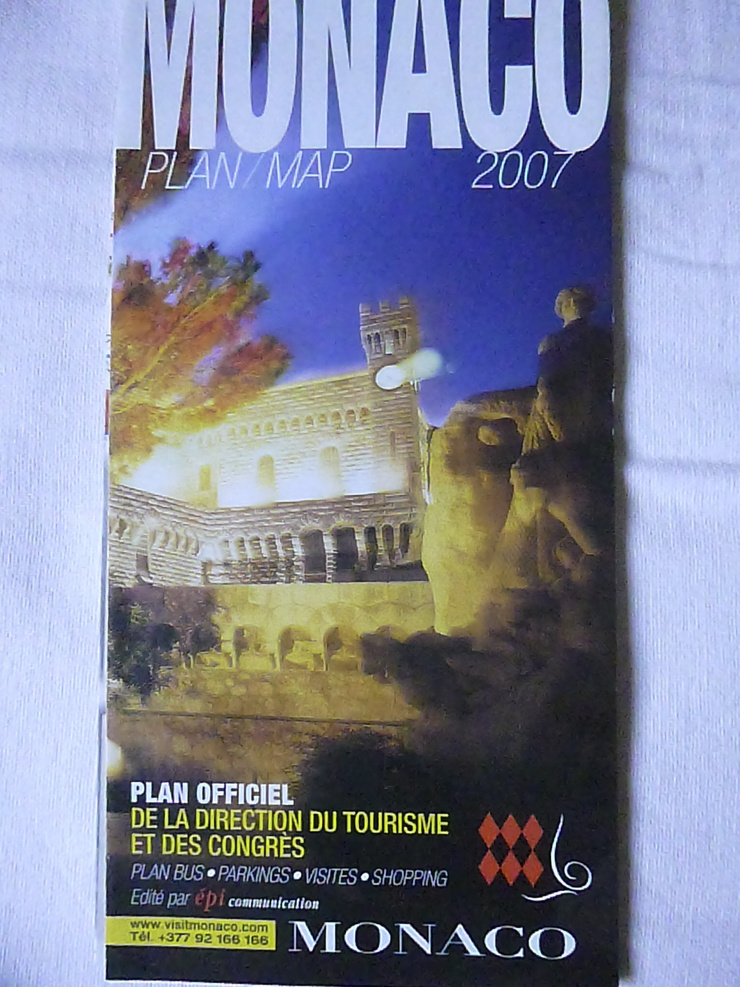 MONACO
PLAN/MAP 2007
PLAN OFFICIEL
DE LA DIRECTION DU TOURISME
ET DES CONGRÈS
PLAN BUS • PARKINGS • VISITES • SHOPPING
Edité par épi communication
www.visitmonaco.com
Tél. +377 92 166 166
MONACO